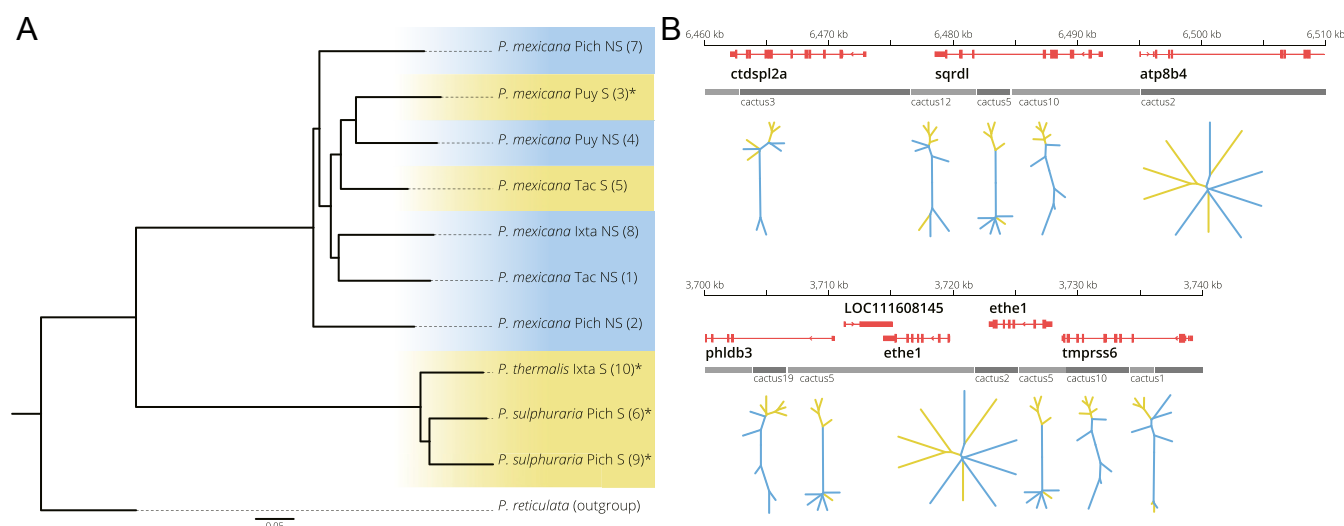 A
P. mexicana Pich NS (7)
P. mexicana Puy S (3)*
P. mexicana Puy NS (4)
P. mexicana Tac S (5)
P. mexicana Ixta NS (8)
P. mexicana Tac NS (1)
P. mexicana Pich NS (2)
P. thermalis Ixta S (10)*
P. sulphuraria Pich S (6)*
P. sulphuraria Pich S (9)*
P. reticulata (outgroup)
0.05
B
6,460 kb 6,470 kb 6,480 kb 6,490 kb 6,500 kb 6,510 kb
ctdspl2a sqrdl atp8b4
cactus3 cactus12 cactus5 cactus10 cactus2
3,700 kb 3,710 kb 3,720 kb 3,730 kb 3,740 kb
LOC111608145 ethe1
phldb3 ethe1 tmprss6
cactus19 cactus5 cactus2 cactus5 cactus10 cactus1